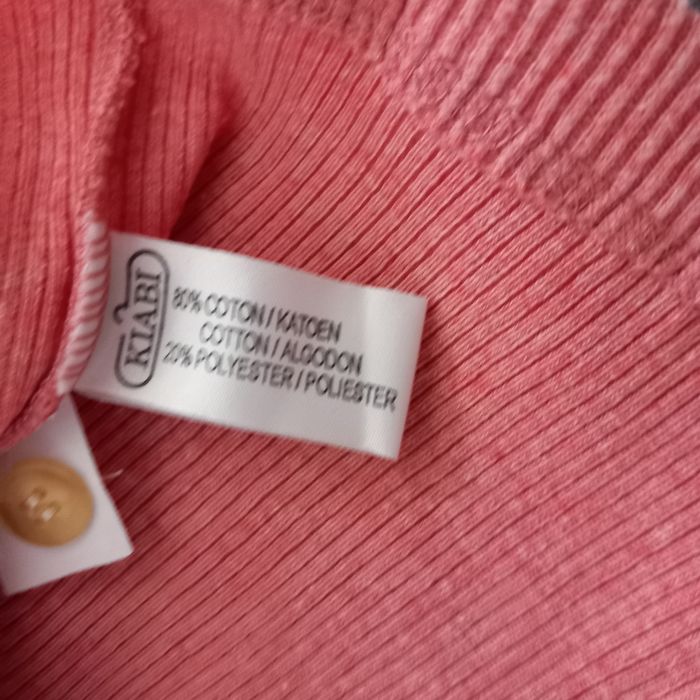 KIABI
80% COTON / KATOEN
COTTON / ALGODON
20% POLYESTER / POLIESTER